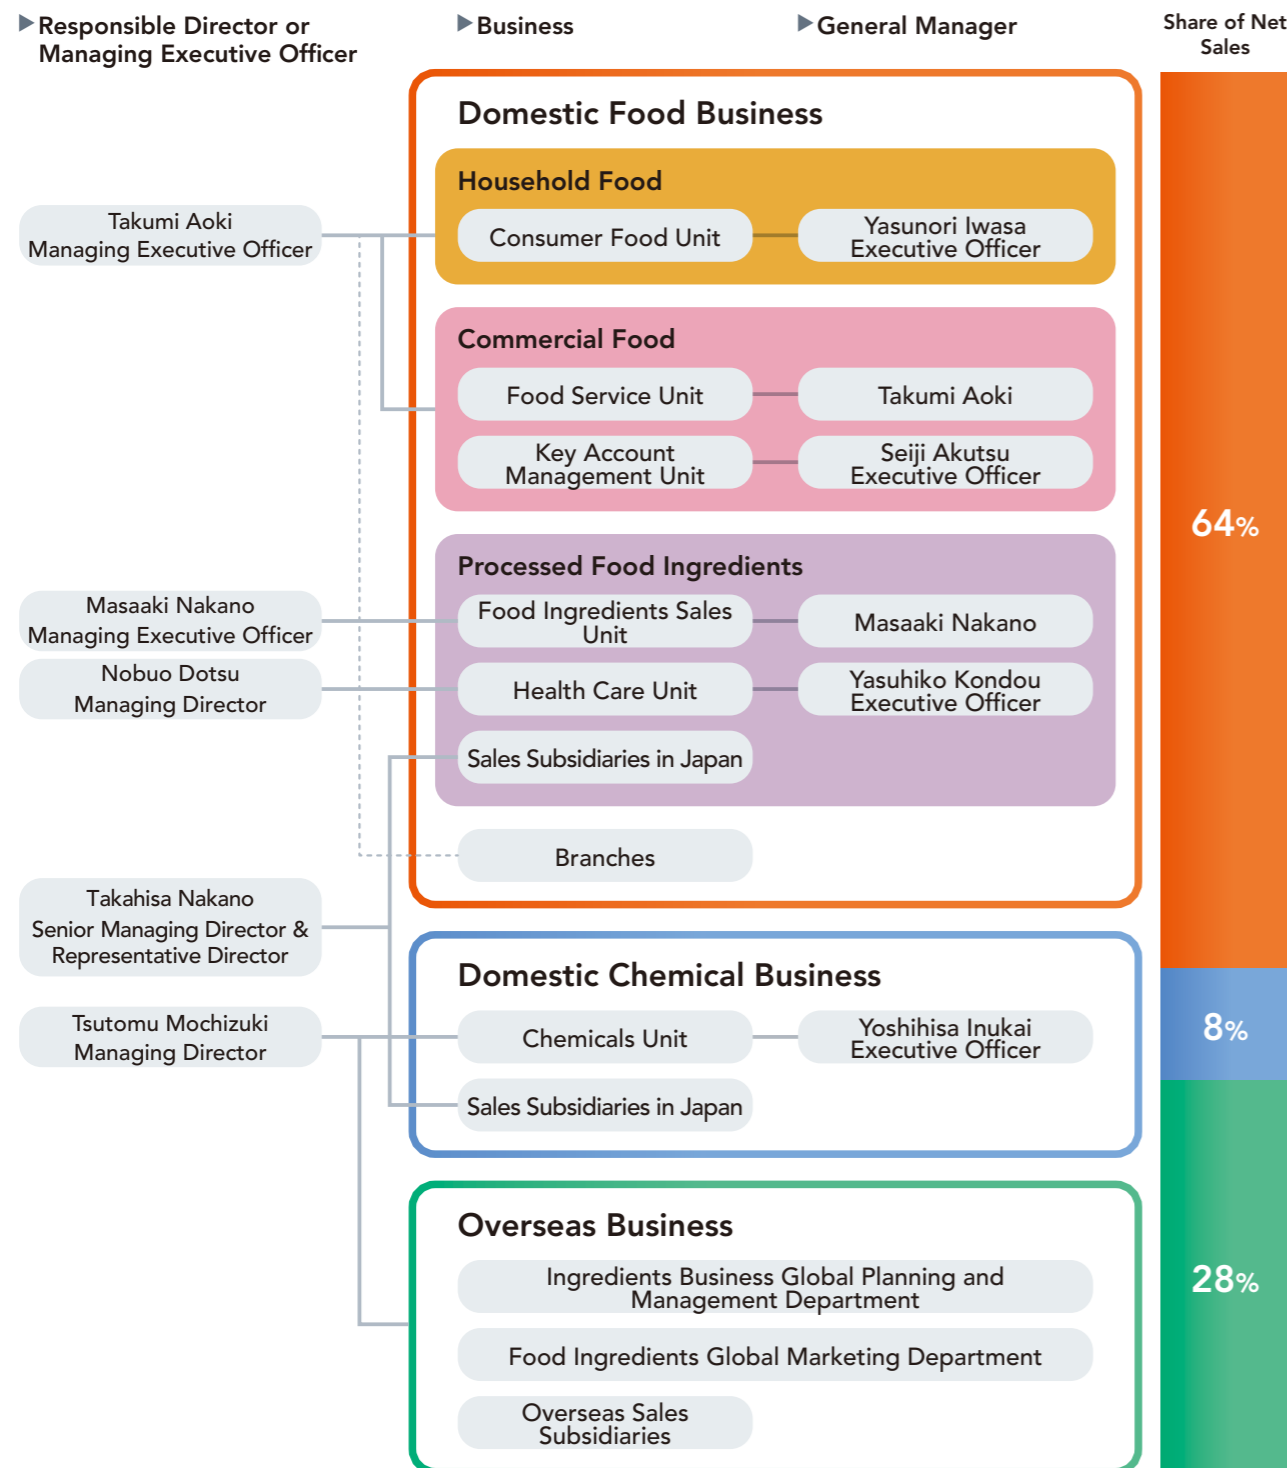 Responsible Director or
Managing Executive Officer
Business
General Manager
Share of Net
Sales
Domestic Food Business
Household Food
Takumi Aoki
Managing Executive Officer
Consumer Food Unit
Yasunori Iwasa
Executive Officer
Commercial Food
Food Service Unit
Takumi Aoki
Key Account
Management Unit
Seiji Akutsu
Executive Officer
64%
Processed Food Ingredients
Masaaki Nakano
Managing Executive Officer
Food Ingredients Sales
Unit
Masaaki Nakano
Nobuo Dotsu
Managing Director
Health Care Unit
Yasuhiko Kondou
Executive Officer
Sales Subsidiaries in Japan
Branches
Takahisa Nakano
Senior Managing Director &
Representative Director
Domestic Chemical Business
Tsutomu Mochizuki
Managing Director
Chemicals Unit
Yoshihisa Inukai
Executive Officer
8%
Sales Subsidiaries in Japan
Overseas Business
Ingredients Business Global Planning and
Management Department
28%
Food Ingredients Global Marketing Department
Overseas Sales
Subsidiaries